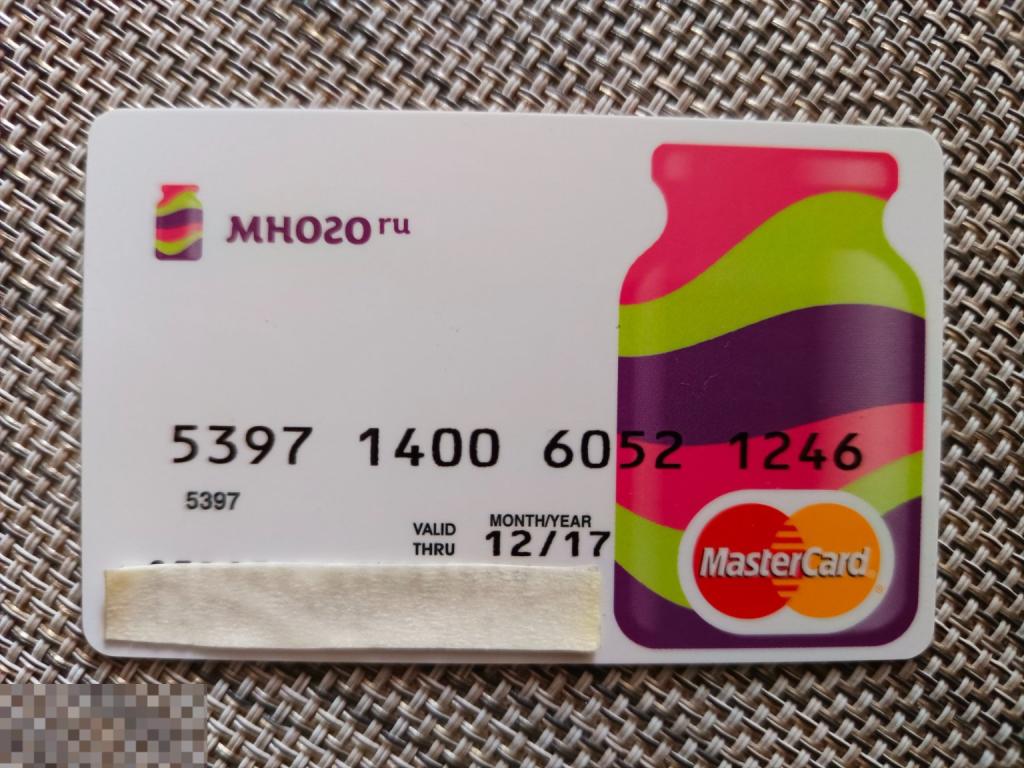 много ru
5397 1400 6052 1246
5397
VALID THRU
MONTH/YEAR
12/17
MasterCard